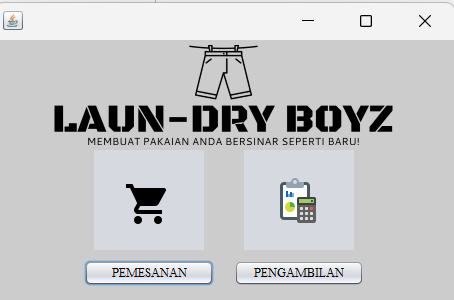 LAUN-DRY BOYZ
MEMBUAT PAKAIAN ANDA BERSINAR SEPERTI BARU!
PEMESANAN
PENGAMBILAN